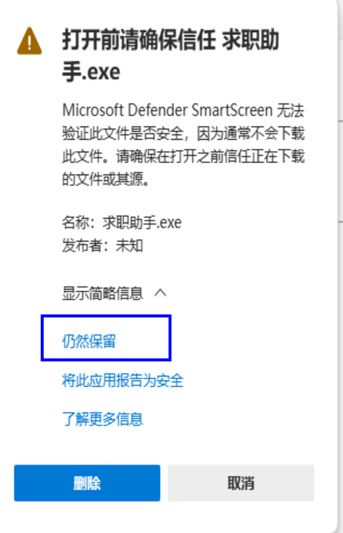 打开前请确保信任 求职助
手.exe
Microsoft Defender SmartScreen 无法
验证此文件是否安全，因为通常不会下载
此文件。请确保在打开之前信任正在下载
的文件或其源。
名称：求职助手.exe
发布者：未知
显示简略信息
仍然保留
将此应用报告为安全
了解更多信息
删除
取消